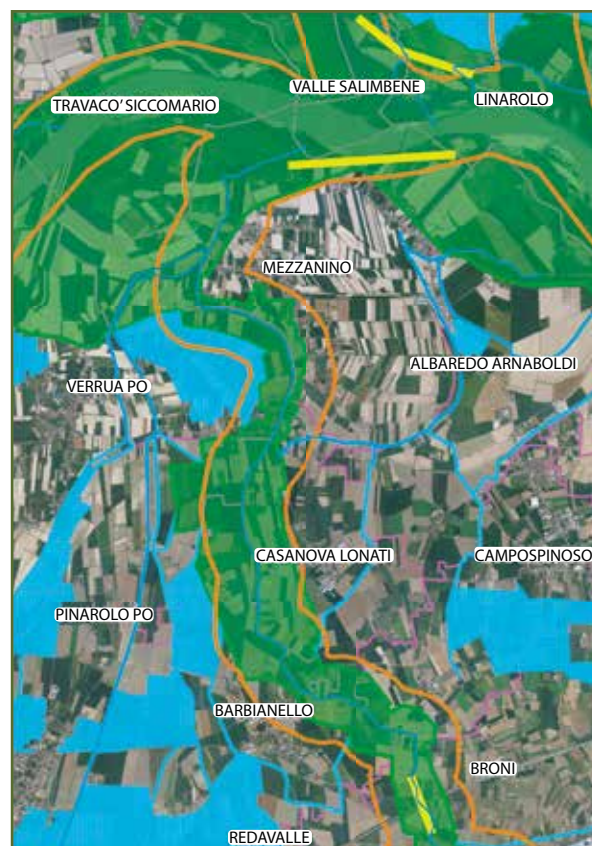 VALLE SALIMBENE
TRAVACO' SICCOMARIO
LINAROLO
MEZZANINO
ALBAREDO ARNABOLDI
VERRUA PO
CASANOVA LONATI
CAMPOSPINOSO
PINAROLO PO
BARBIANELLO
BRONI
REDAVALLE